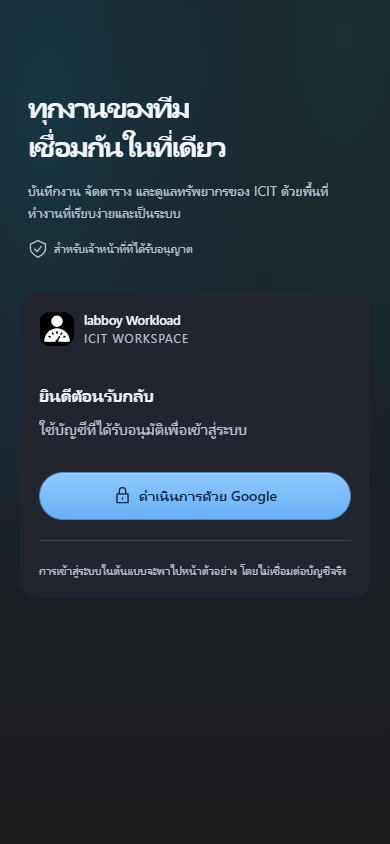 ทุกงานของทีม
เชื่อมกันในที่เดียว
บันทึกงาน จัดตาราง และดูแลทรัพยากรของ ICIT ด้วยพื้นที่
ทำงานที่เรียบง่ายและเป็นระบบ
สำหรับเจ้าหน้าที่ที่ได้รับอนุญาต
labboy Workload
ICIT WORKSPACE
ยินดีต้อนรับกลับ
ใช้บัญชีที่ได้รับอนุมัติเพื่อเข้าสู่ระบบ
ดำเนินการด้วย Google
การเข้าสู่ระบบในต้นแบบจะพาไปหน้าตัวอย่าง โดยไม่เชื่อมต่อบัญชีจริง